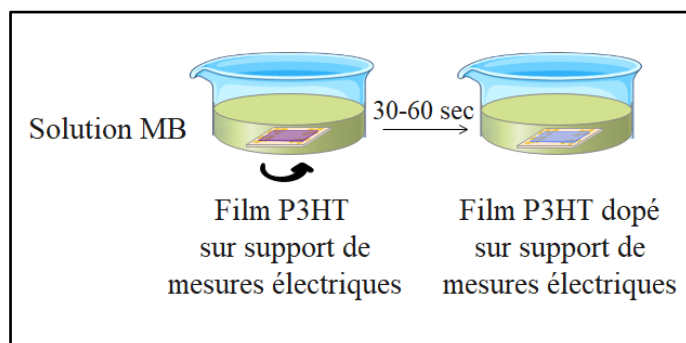 Solution MB
30-60 sec
Film P3HT
sur support de
mesures électriques
Film P3HT dopé
sur support de
mesures électriques